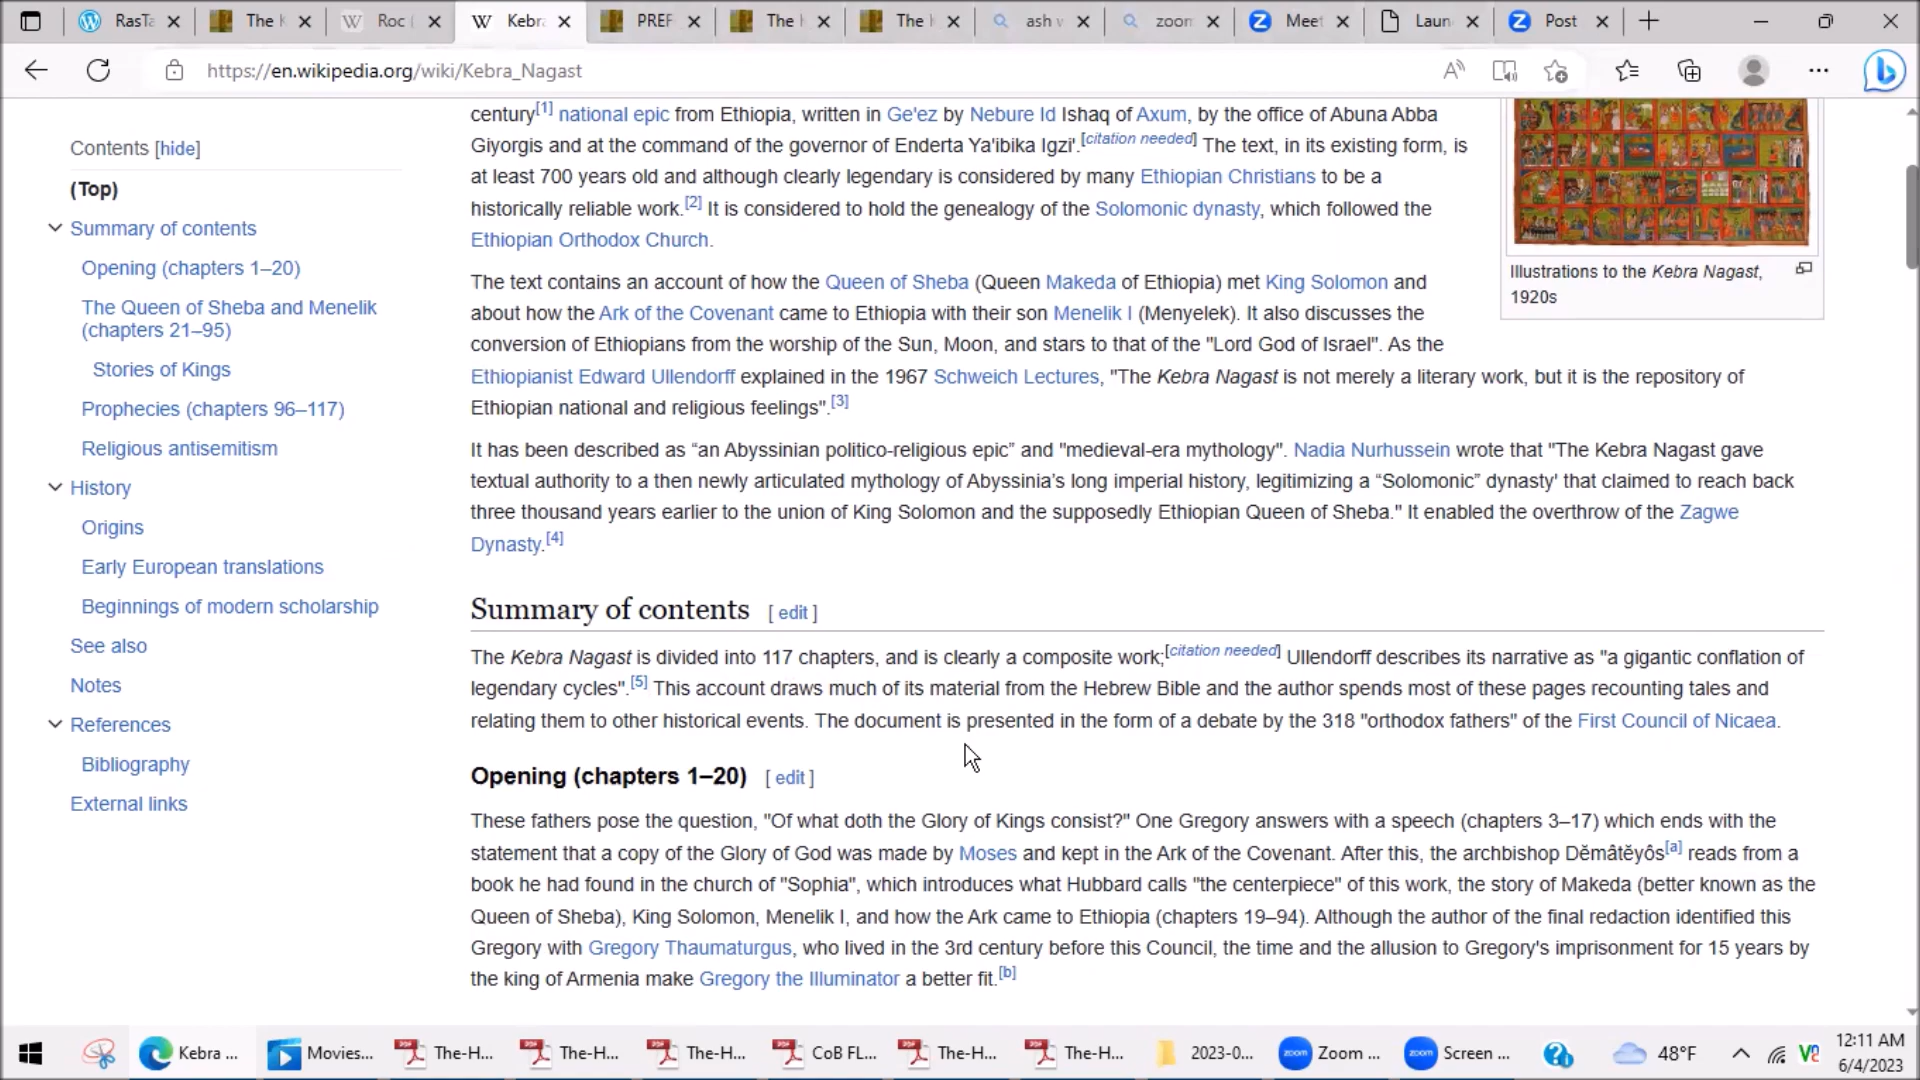 RasTa
The K
Roc (
Kebra
PREF
The I
The I
ash v
zoom
Meet
Laun
Post
https://en.wikipedia.org/wiki/Kebra_Nagast
Contents [hide]
(Top)
Summary of contents
Opening (chapters 1–20)
The Queen of Sheba and Menelik
(chapters 21–95)
Stories of Kings
Prophecies (chapters 96–117)
Religious antisemitism
History
Origins
Early European translations
Beginnings of modern scholarship
See also
Notes
References
Bibliography
External links
century[1] national epic from Ethiopia, written in Ge'ez by Nebure Id Ishaq of Axum, by the office of Abuna Abba
Giyorgis and at the command of the governor of Enderta Ya'ibika Igzi'.[citation needed] The text, in its existing form, is
at least 700 years old and although clearly legendary is considered by many Ethiopian Christians to be a
historically reliable work.[2] It is considered to hold the genealogy of the Solomonic dynasty, which followed the
Ethiopian Orthodox Church.
The text contains an account of how the Queen of Sheba (Queen Makeda of Ethiopia) met King Solomon and
about how the Ark of the Covenant came to Ethiopia with their son Menelik I (Menyelek). It also discusses the
conversion of Ethiopians from the worship of the Sun, Moon, and stars to that of the "Lord God of Israel". As the
Ethiopianist Edward Ullendorff explained in the 1967 Schweich Lectures, "The Kebra Nagast is not merely a literary work, but it is the repository of
Ethiopian national and religious feelings".[3]
Illustrations to the Kebra Nagast,
1920s
It has been described as “an Abyssinian politico-religious epic” and "medieval-era mythology". Nadia Nurhussein wrote that "The Kebra Nagast gave
textual authority to a then newly articulated mythology of Abyssinia’s long imperial history, legitimizing a “Solomonic” dynasty' that claimed to reach back
three thousand years earlier to the union of King Solomon and the supposedly Ethiopian Queen of Sheba." It enabled the overthrow of the Zagwe
Dynasty.[4]
Summary of contents [ edit ]
The Kebra Nagast is divided into 117 chapters, and is clearly a composite work;[citation needed] Ullendorff describes its narrative as "a gigantic conflation of
legendary cycles".[5] This account draws much of its material from the Hebrew Bible and the author spends most of these pages recounting tales and
relating them to other historical events. The document is presented in the form of a debate by the 318 "orthodox fathers" of the First Council of Nicaea.
Opening (chapters 1–20) [ edit ]
These fathers pose the question, "Of what doth the Glory of Kings consist?" One Gregory answers with a speech (chapters 3–17) which ends with the
statement that a copy of the Glory of God was made by Moses and kept in the Ark of the Covenant. After this, the archbishop Dĕmâtĕyôs[a] reads from a
book he had found in the church of "Sophia", which introduces what Hubbard calls "the centerpiece" of this work, the story of Makeda (better known as the
Queen of Sheba), King Solomon, Menelik I, and how the Ark came to Ethiopia (chapters 19–94). Although the author of the final redaction identified this
Gregory with Gregory Thaumaturgus, who lived in the 3rd century before this Council, the time and the allusion to Gregory's imprisonment for 15 years by
the king of Armenia make Gregory the Illuminator a better fit.[b]
Kebra ...
Movies...
The-H...
The-H...
The-H...
CoB FL...
The-H...
The-H...
2023-0...
Zoom ...
Screen ...
48°F
12:11 AM
6/4/2023